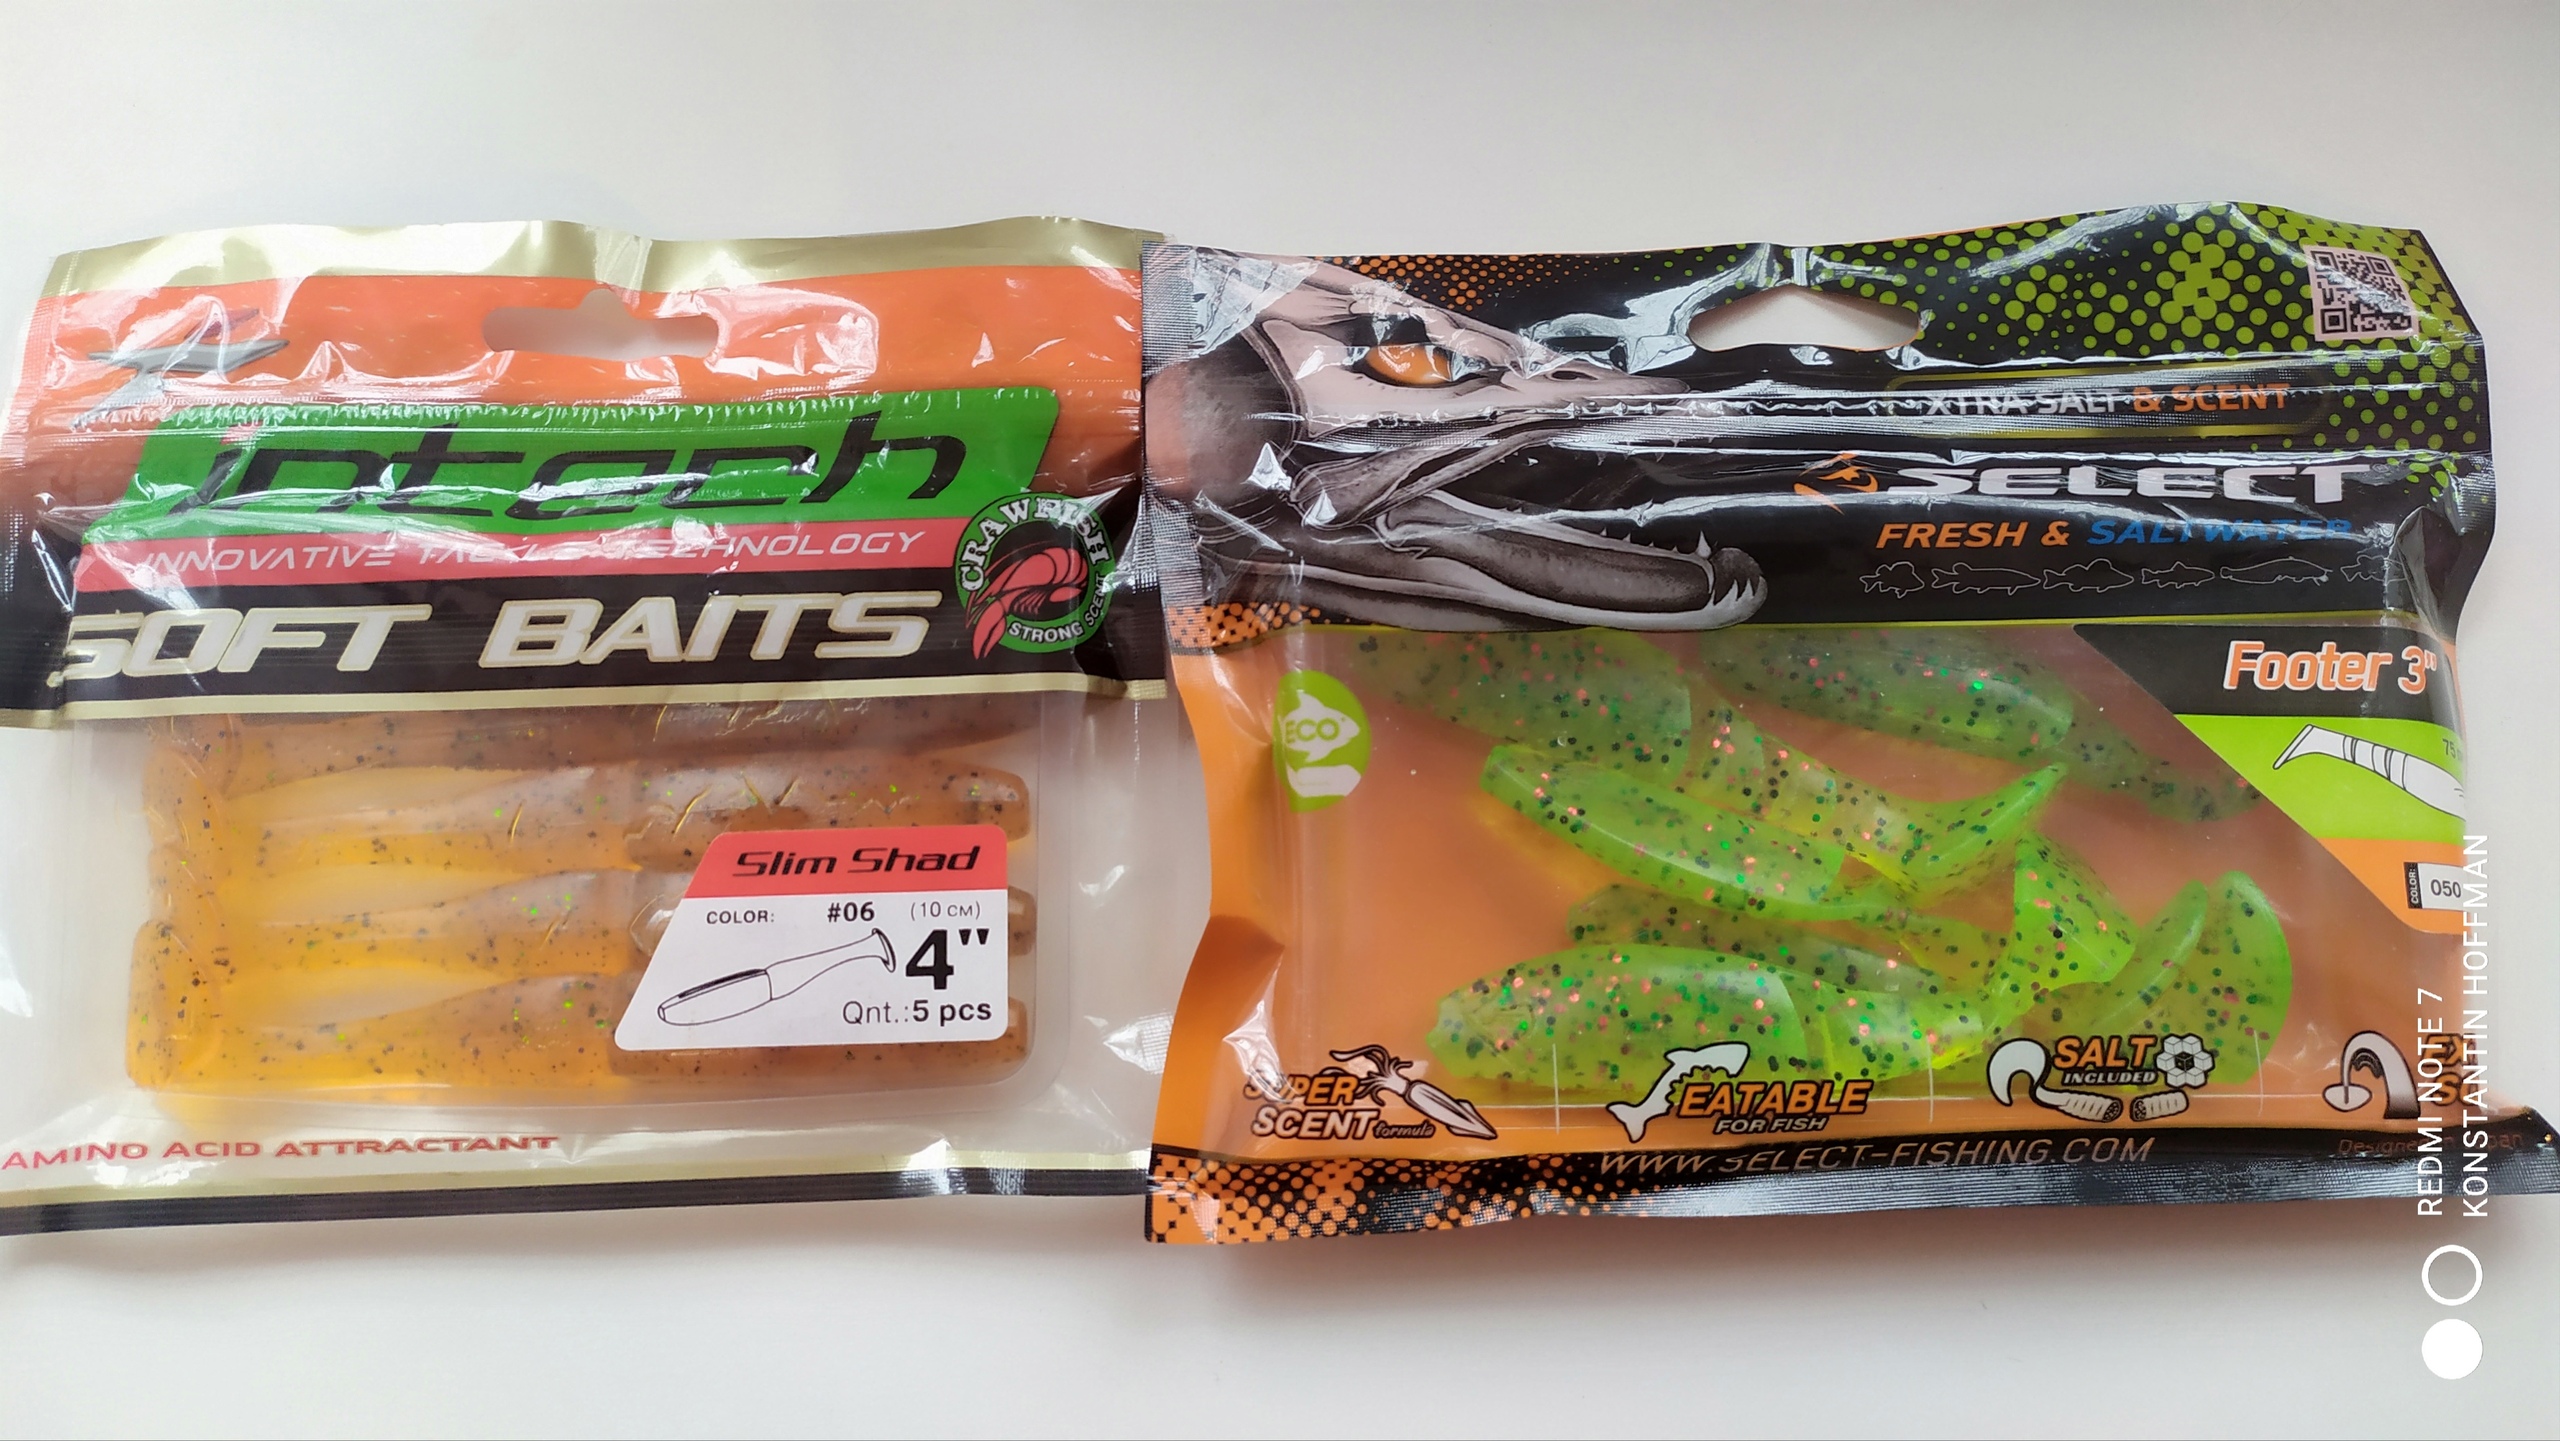 intech
INNOVATIVE TACKLE TECHNOLOGY
SOFT BAITS
CRAWFISH
STRONG SCENT
Slim Shad
COLOR: #06 (10 CM)
4"
Qnt.:5 pcs
AMINO ACID ATTRACTANT
XTRA SALT & SCENT
SELECT
FRESH & SALTWATER
Footer 3"
ECO
75
COLOR: 050
SUPER
SCENT
formula
EATABLE
FOR FISH
SALT
INCLUDED
WWW.SELECT-FISHING.COM
REDMI NOTE 7
KONSTANTIN HOFFMAN